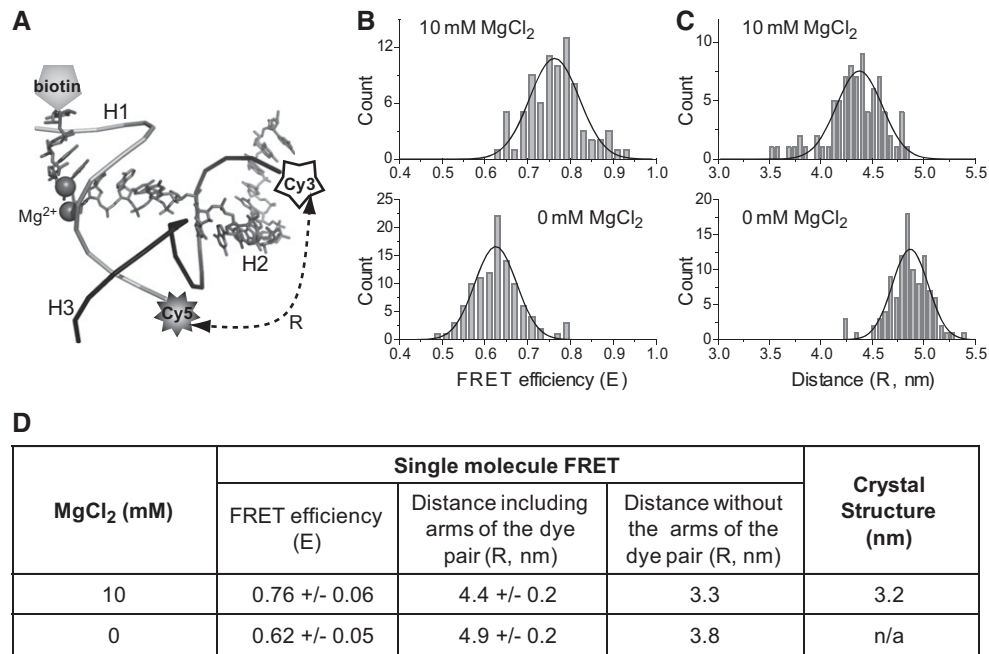 A
biotin
H1
Mg2+
Cy3
H2
H3
Cy5
R
B
10 mM MgCl2
Count
12
6
0
0.4 0.5 0.6 0.7 0.8 0.9 1.0
0 mM MgCl2
Count
25
20
15
10
5
0
0.4 0.5 0.6 0.7 0.8 0.9 1.0
FRET efficiency (E)
C
10 mM MgCl2
Count
10
5
0
3.0 3.5 4.0 4.5 5.0 5.5
0 mM MgCl2
Count
20
15
10
5
0
3.0 3.5 4.0 4.5 5.0 5.5
Distance (R, nm)
D
MgCl2 (mM)
Single molecule FRET
FRET efficiency
(E)
Distance including
arms of the dye
pair (R, nm)
Distance without
the arms of the
dye pair (R, nm)
Crystal
Structure
(nm)
10 0.76 +/- 0.06 4.4 +/- 0.2 3.3 3.2
0 0.62 +/- 0.05 4.9 +/- 0.2 3.8 n/a